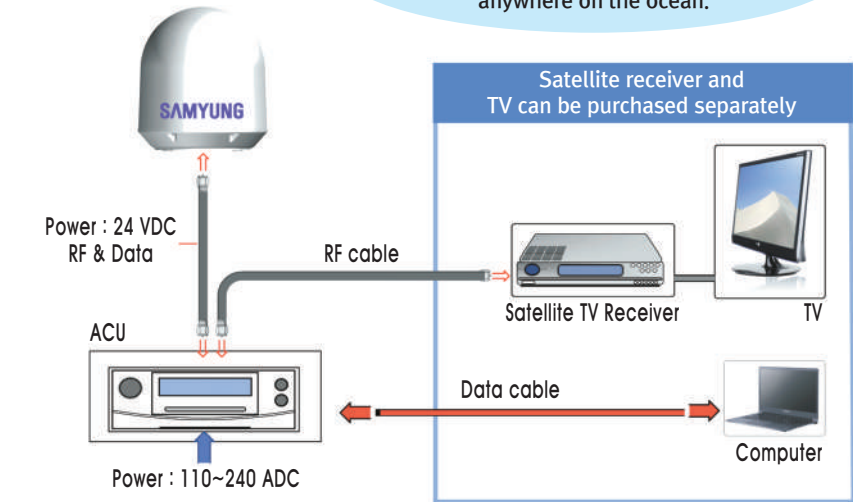 anywhere on the ocean.
Satellite receiver and
TV can be purchased separately
SAMYUNG
Power : 24 VDC
RF & Data
RF cable
Satellite TV Receiver
TV
ACU
Data cable
Computer
Power : 110~240 ADC